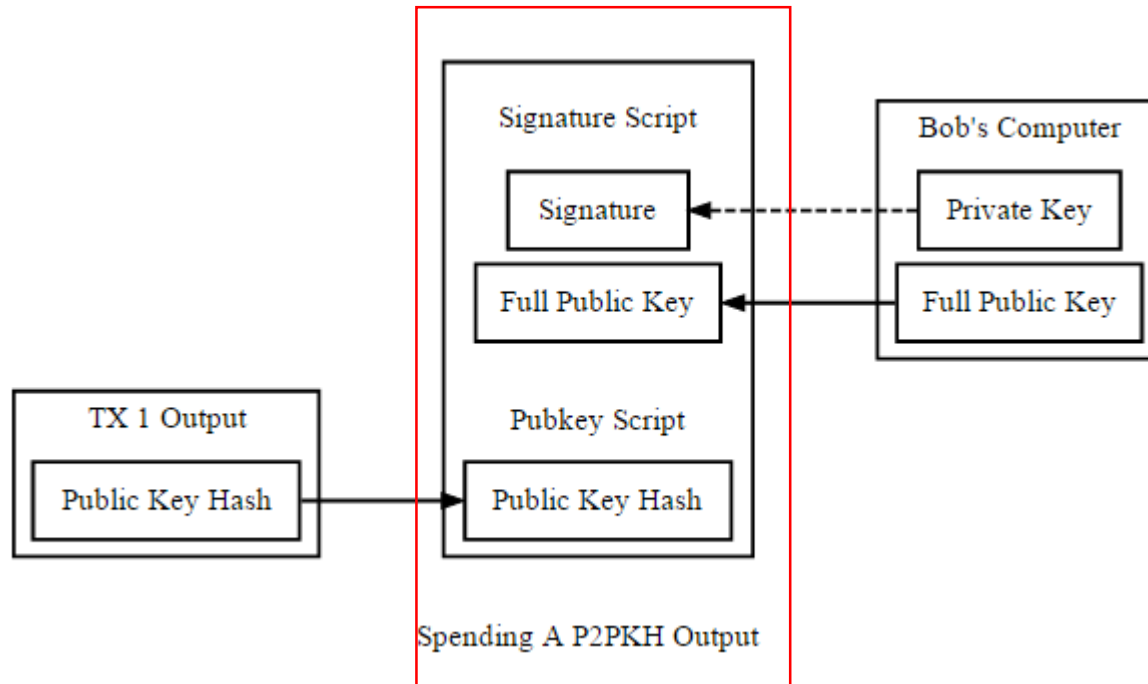 Signature Script
Signature
Full Public Key
Pubkey Script
Public Key Hash
Bob's Computer
Private Key
Full Public Key
TX 1 Output
Public Key Hash
Spending A P2PKH Output